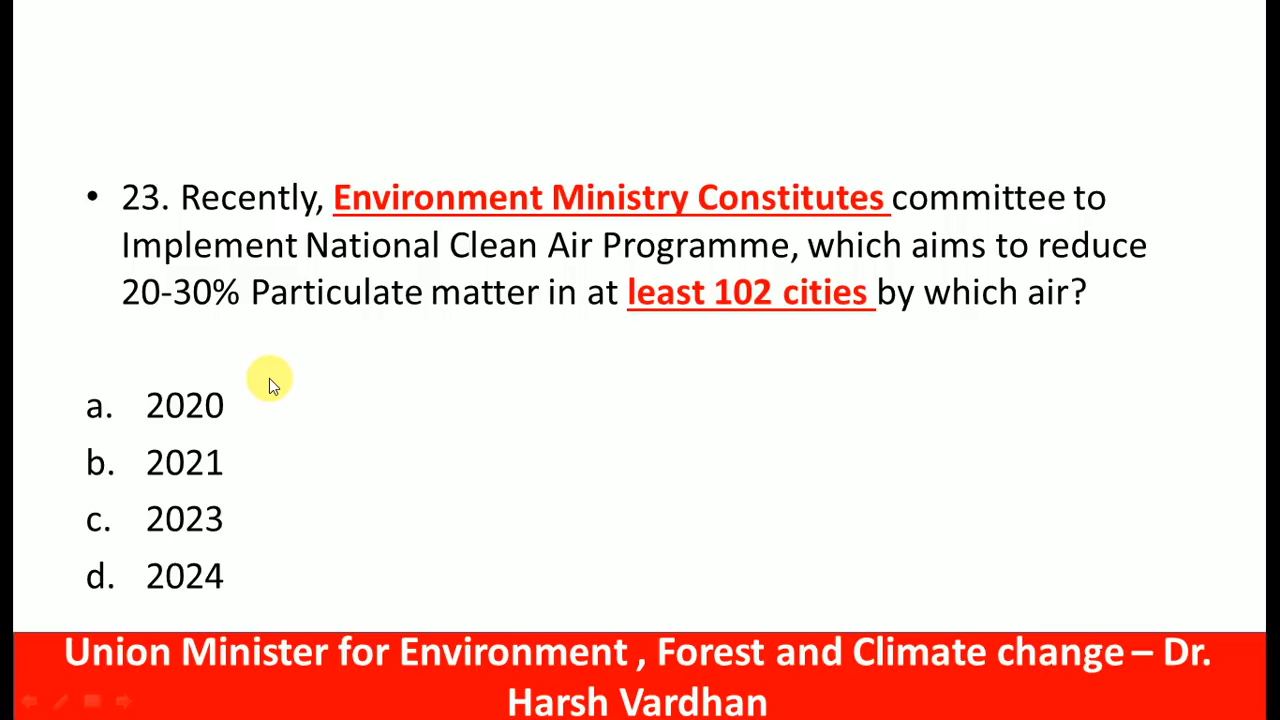 • 23. Recently, Environment Ministry Constitutes committee to
Implement National Clean Air Programme, which aims to reduce
20-30% Particulate matter in at least 102 cities by which air?
a. 2020
b. 2021
c. 2023
d. 2024
Union Minister for Environment , Forest and Climate change – Dr.
Harsh Vardhan